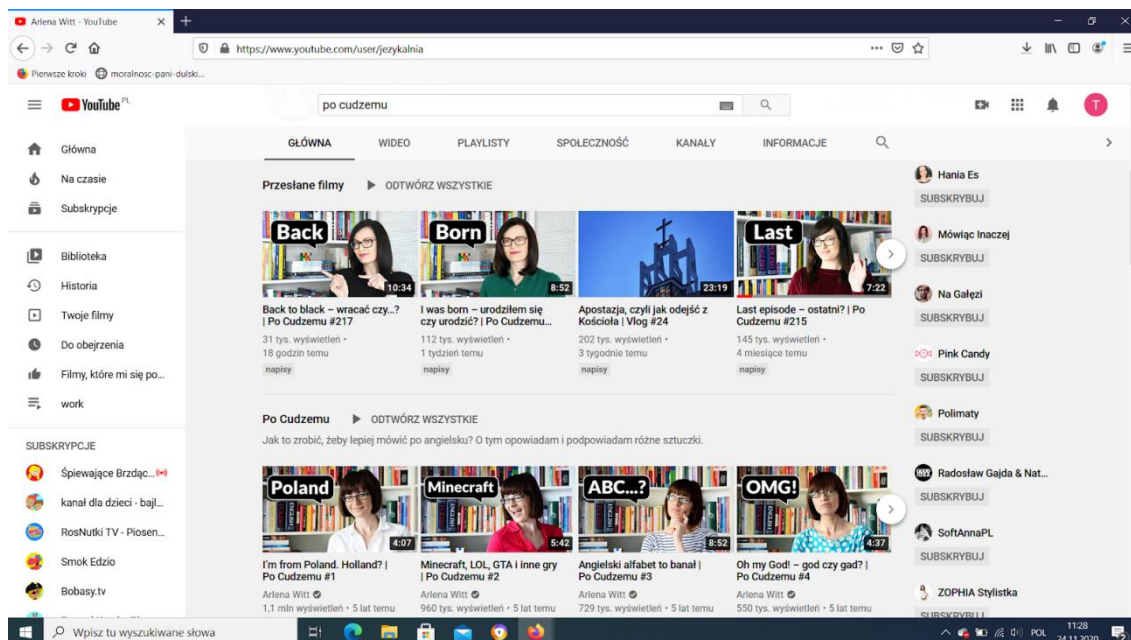 Arlena Witt - YouTube
https://www.youtube.com/user/jezykalnia
Pierwsze kroki moralnosc-pani-dulski...
YouTube PL
po cudzemu
T
Główna
Na czasie
Subskrypcje
Biblioteka
Historia
Twoje filmy
Do obejrzenia
Filmy, które mi się po...
work
SUBSKRYPCJE
Śpiewające Brzdąc...
kanał dla dzieci - bajl...
RosNutki TV - Piosen...
Smok Edzio
Bobasy.tv
GŁÓWNA WIDEO PLAYLISTY SPOŁECZNOŚĆ KANAŁY INFORMACJE
Przesłane filmy ODTWÓRZ WSZYSTKIE
Back
10:34
Back to black – wracać czy...?
| Po Cudzemu #217
31 tys. wyświetleń •
18 godzin temu
napisy
Born
8:52
I was born – urodziłem się
czy urodzić? | Po Cudzemu...
112 tys. wyświetleń •
1 tydzień temu
napisy
23:19
Apostazja, czyli jak odejść z
Kościoła | Vlog #24
202 tys. wyświetleń •
3 tygodnie temu
napisy
Last
7:22
Last episode – ostatni? | Po
Cudzemu #215
145 tys. wyświetleń •
4 miesiące temu
napisy
Po Cudzemu ODTWÓRZ WSZYSTKIE
Jak to zrobić, żeby lepiej mówić po angielsku? O tym opowiadam i podpowiadam różne sztuczki.
Poland
4:07
I'm from Poland. Holland? |
Po Cudzemu #1
Arlena Witt
1,1 mln wyświetleń • 5 lat temu
Minecraft
5:42
Minecraft, LOL, GTA i inne gry
| Po Cudzemu #2
Arlena Witt
960 tys. wyświetleń • 5 lat temu
ABC...?
8:52
Angielski alfabet to banał |
Po Cudzemu #3
Arlena Witt
729 tys. wyświetleń • 5 lat temu
OMG!
4:37
Oh my God! – god czy gad? |
Po Cudzemu #4
Arlena Witt
550 tys. wyświetleń • 5 lat temu
Hania Es
SUBSKRYBUJ
Mówiąc Inaczej
SUBSKRYBUJ
Na Gałęzi
SUBSKRYBUJ
Pink Candy
SUBSKRYBUJ
Polimaty
SUBSKRYBUJ
Radosław Gajda & Nat...
SUBSKRYBUJ
SoftAnnaPL
SUBSKRYBUJ
ZOPHIA Stylistka
SUBSKRYBUJ
Wpisz tu wyszukiwane słowa
POL
11:28
24.11.2020